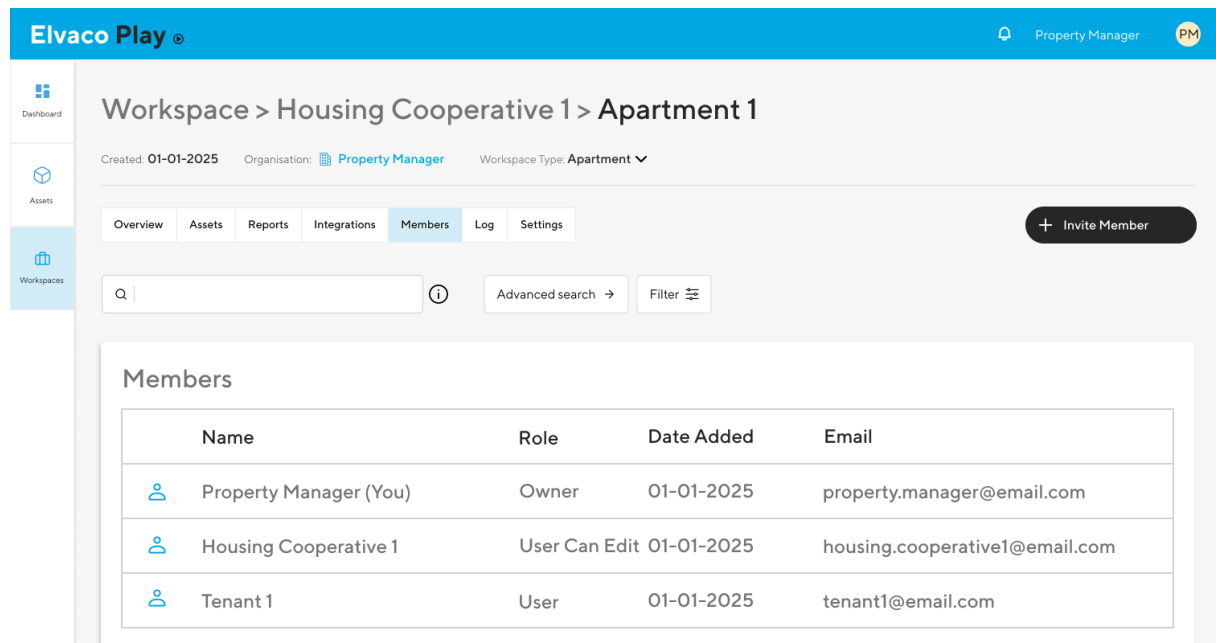 Elvaco Play
Property Manager
PM
Dashboard
Assets
Workspaces
Workspace > Housing Cooperative 1 > Apartment 1
Created: 01-01-2025 Organisation: Property Manager Workspace Type: Apartment
Overview Assets Reports Integrations Members Log Settings
+ Invite Member
Advanced search → Filter
Members
Name Role Date Added Email
Property Manager (You) Owner 01-01-2025 property.manager@email.com
Housing Cooperative 1 User Can Edit 01-01-2025 housing.cooperative1@email.com
Tenant 1 User 01-01-2025 tenant1@email.com